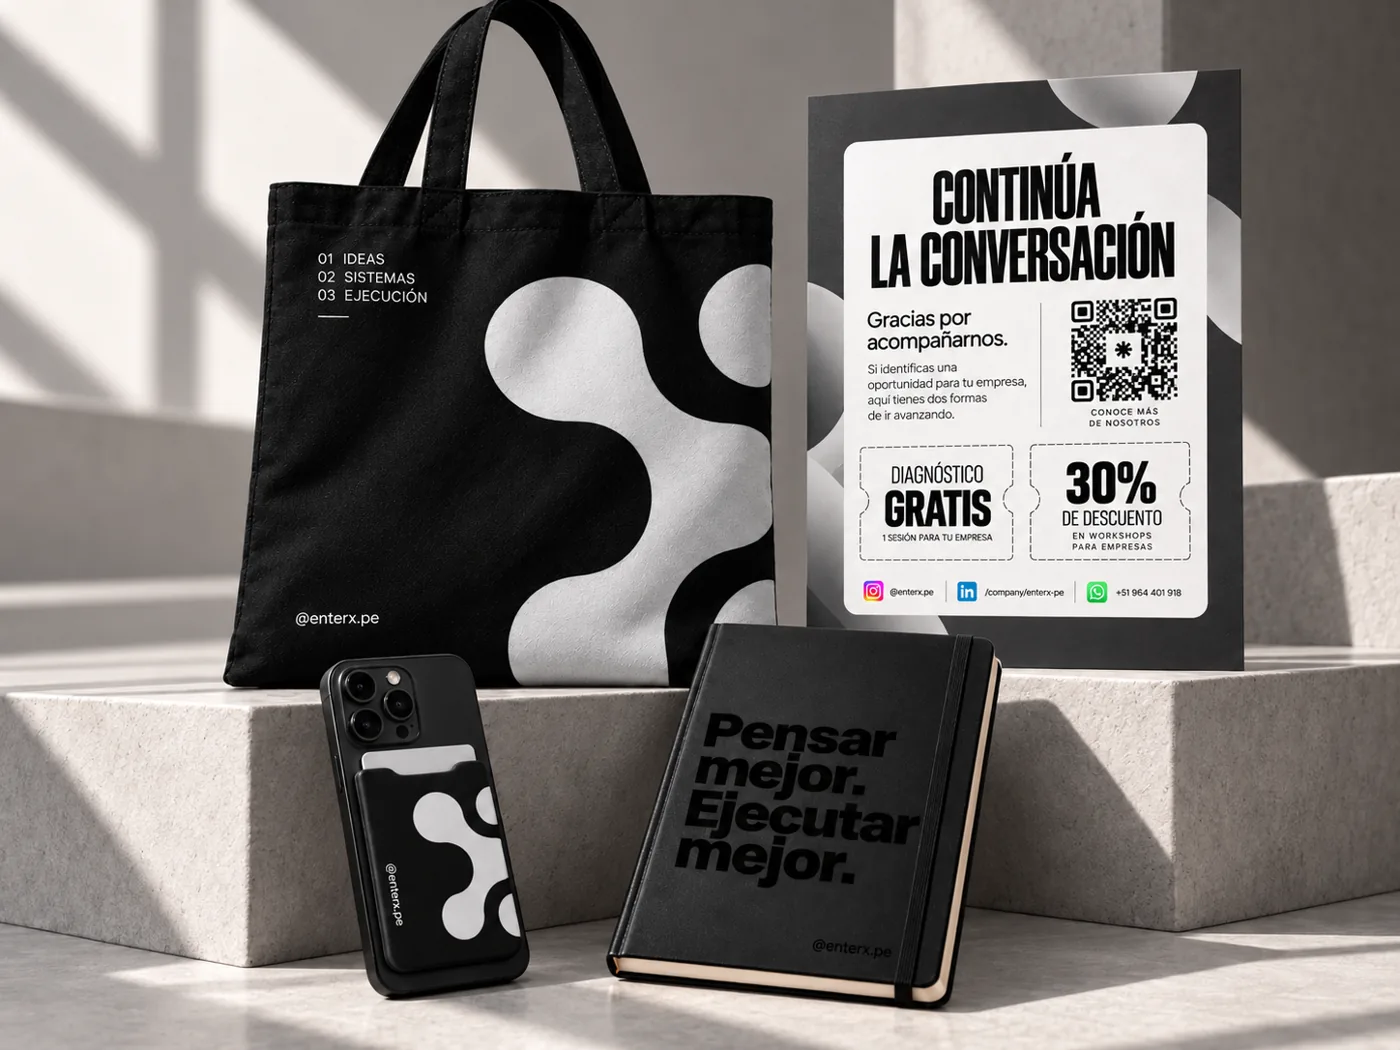 01 IDEAS
02 SISTEMAS
03 EJECUCIÓN
@enterx.pe
CONTINÚA
LA CONVERSACIÓN
Gracias por
acompañarnos.
Si identificas una
oportunidad para tu empresa,
aquí tienes dos formas
de ir avanzando.
CONOCE MÁS
DE NOSOTROS
DIAGNÓSTICO
GRATIS
1 SESIÓN PARA TU EMPRESA
30%
DE DESCUENTO
EN WORKSHOPS
PARA EMPRESAS
@enterx.pe
in
/company/enterx-pe
+51 964 401 918
@enterx.pe
Pensar
mejor.
Ejecutar
mejor.
@enterx.pe